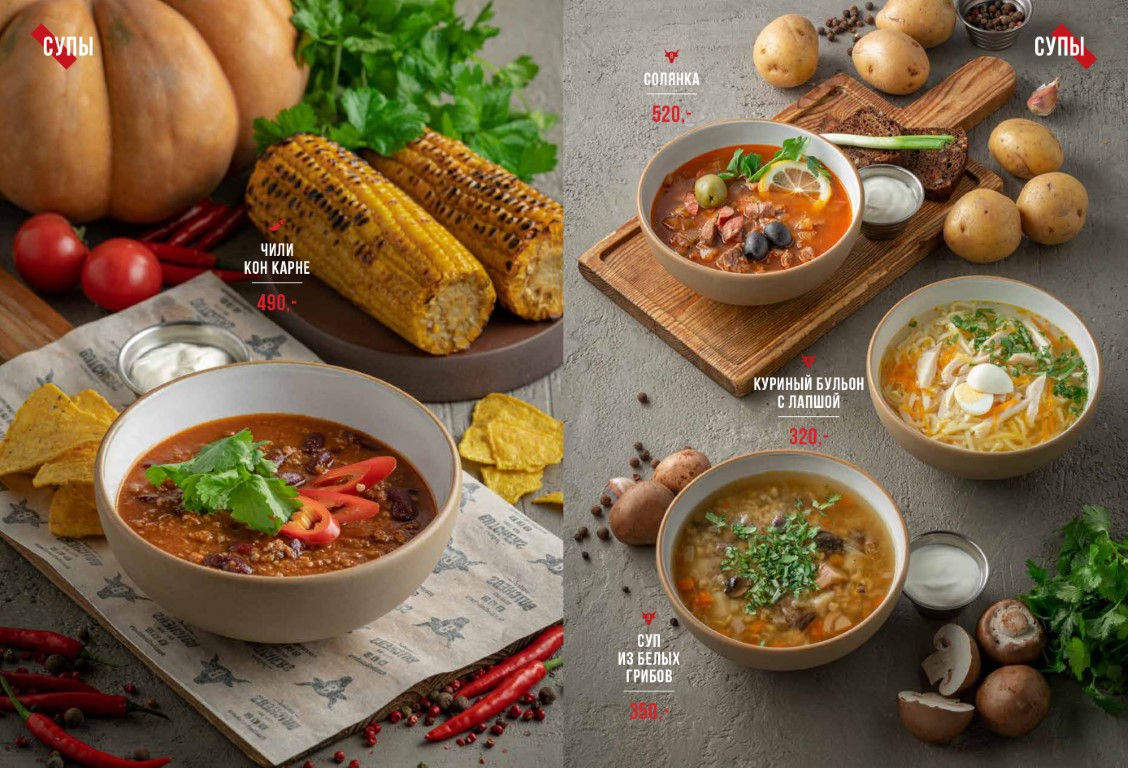 СУПЫ
ЧИЛИ
КОН КАРНЕ
490,-
СУПЫ
СОЛЯНКА
520,-
КУРИНЫЙ БУЛЬОН
С ЛАПШОЙ
320,-
СУП
ИЗ БЕЛЫХ
ГРИБОВ
350,-